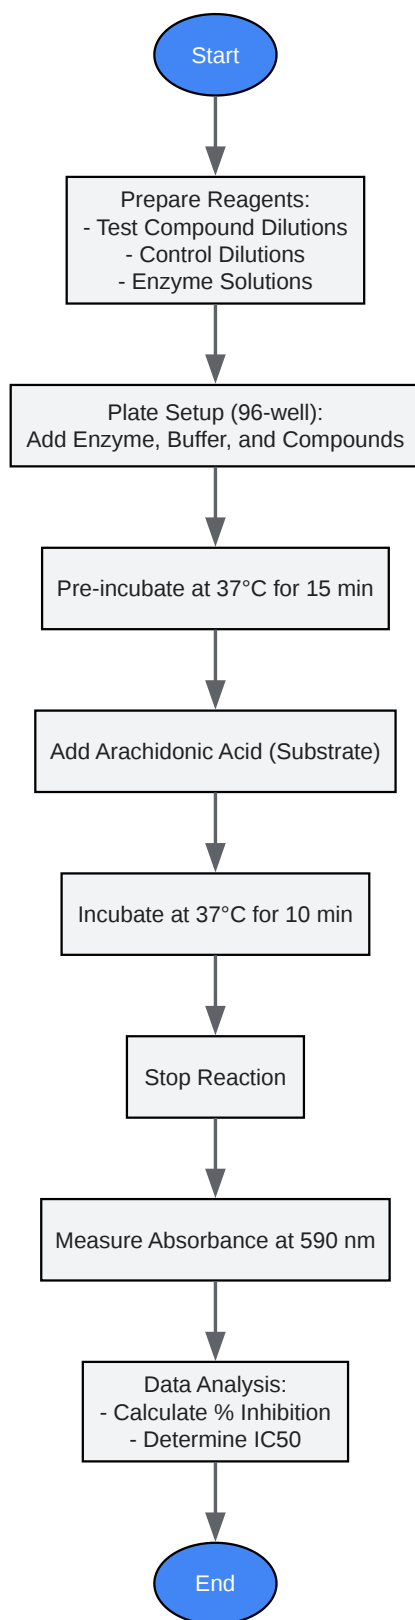 Start
Prepare Reagents:
- Test Compound Dilutions
- Control Dilutions
- Enzyme Solutions
Plate Setup (96-well):
Add Enzyme, Buffer, and Compounds
Pre-incubate at 37°C for 15 min
Add Arachidonic Acid (Substrate)
Incubate at 37°C for 10 min
Stop Reaction
Measure Absorbance at 590 nm
Data Analysis:
- Calculate % Inhibition
- Determine IC50
End